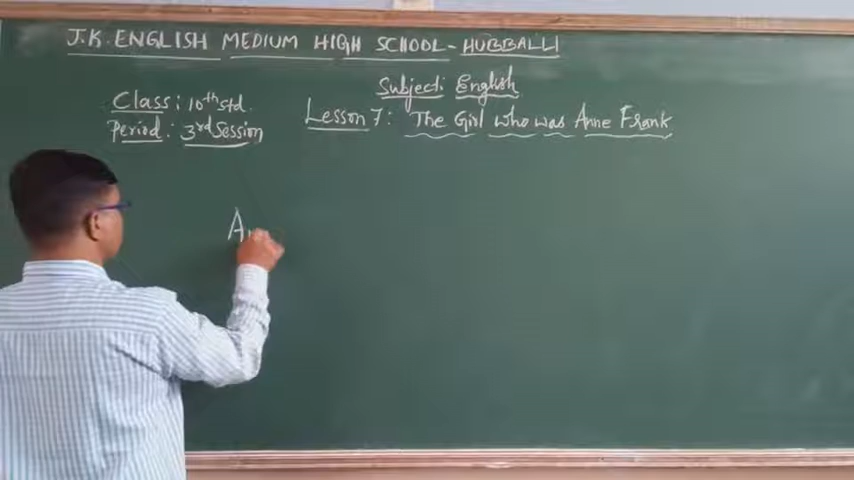 J.K. ENGLISH MEDIUM HIGH SCHOOL - HUBBALLI
Subject: English
Class: 10th std.
Lesson 7: The Girl who was Anne Frank
Period: 3rd Session